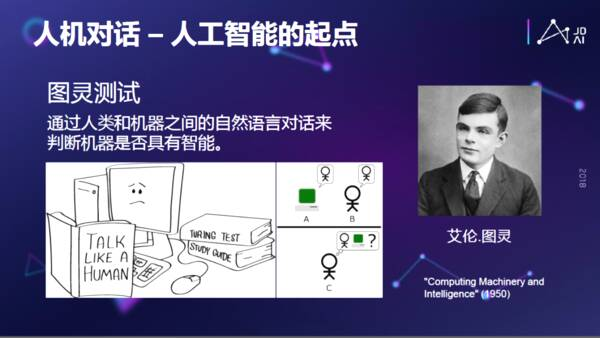 人机对话 – 人工智能的起点
JD
AI
图灵测试
通过人类和机器之间的自然语言对话来
判断机器是否具有智能。
TALK
LIKE A
HUMAN
TURING TEST
STUDY GUIDE
A
B
?
C
2018
艾伦.图灵
"Computing Machinery and
Intelligence" (1950)